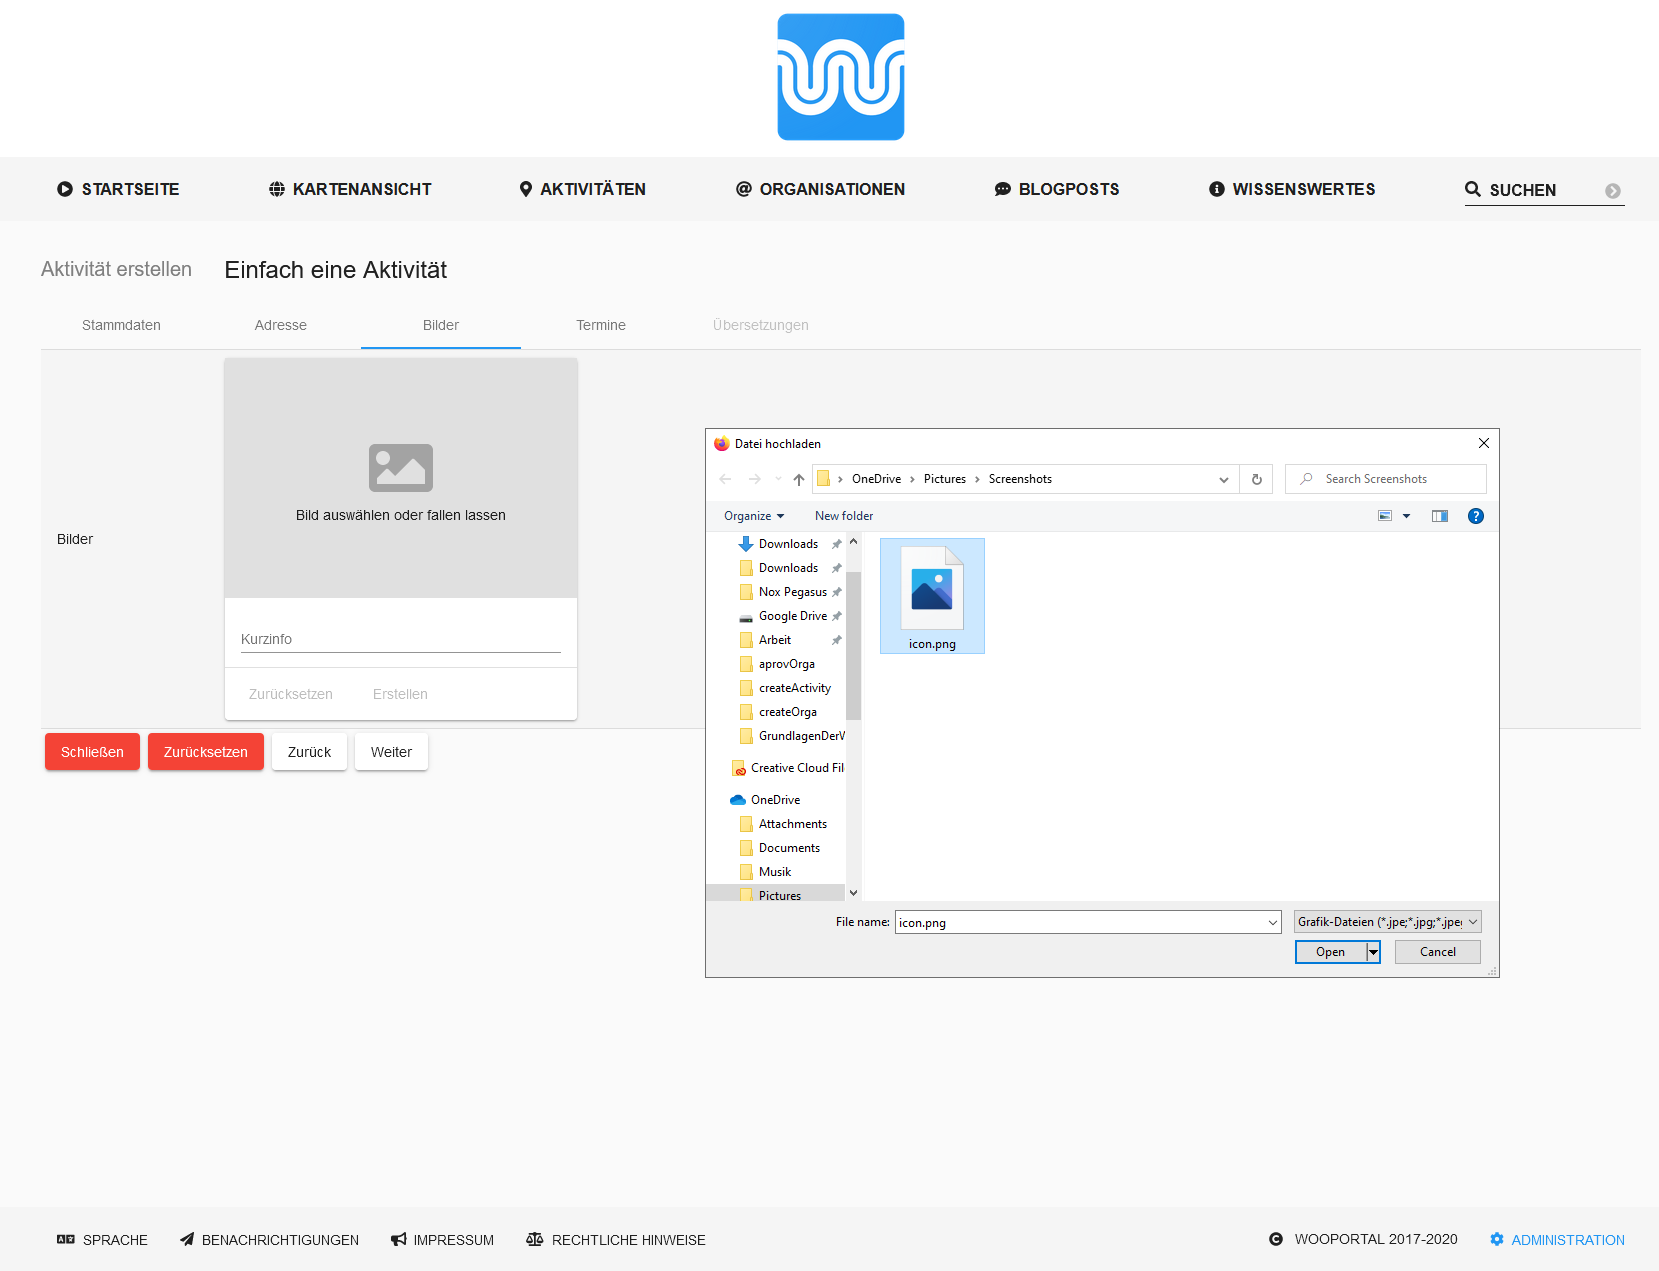 STARTSEITE
KARTENANSICHT
AKTIVITÄTEN
ORGANISATIONEN
BLOGPOSTS
WISSENSWERTES
SUCHEN
Aktivität erstellen
Einfach eine Aktivität
Stammdaten
Adresse
Bilder
Termine
Übersetzungen
Bilder
Bild auswählen oder fallen lassen
Kurzinfo
Zurücksetzen
Erstellen
Schließen
Zurücksetzen
Zurück
Weiter
Datei hochladen
OneDrive
Pictures
Screenshots
Search Screenshots
Organize
New folder
Downloads
Downloads
Nox Pegasus
Google Drive
Arbeit
aprovOrga
createActivity
createOrga
GrundlagenDerW
Creative Cloud Fil
OneDrive
Attachments
Documents
Musik
Pictures
icon.png
File name:
icon.png
Grafik-Dateien (*.jpe;*.jpg;*.jpeg
Open
Cancel
SPRACHE
BENACHRICHTIGUNGEN
IMPRESSUM
RECHTLICHE HINWEISE
WOOPORTAL 2017-2020
ADMINISTRATION